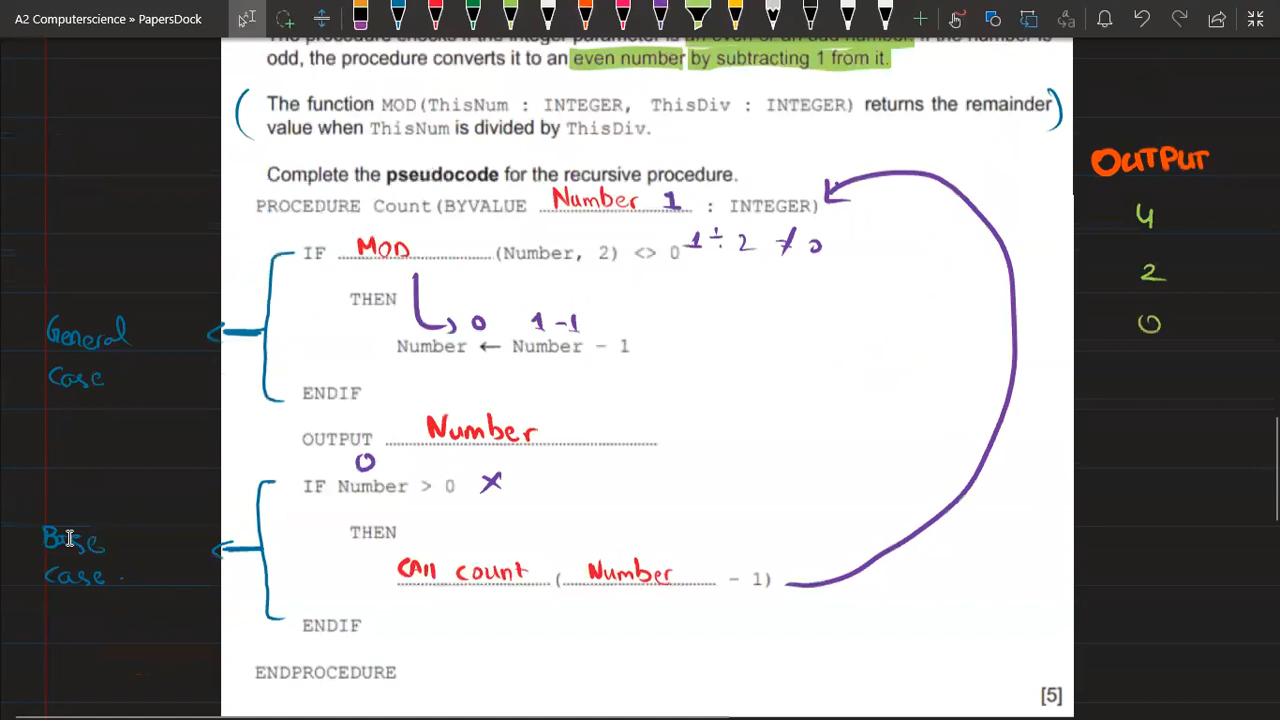 A2 Computerscience » PapersDock
odd, the procedure converts it to an even number by subtracting 1 from it.
The function MOD(ThisNum : INTEGER, ThisDiv : INTEGER) returns the remainder
value when ThisNum is divided by ThisDiv.
OUTPUT
4
2
0
Complete the pseudocode for the recursive procedure.
PROCEDURE Count(BYVALUE Number 1 : INTEGER)
IF MOD (Number, 2) <> 0 1 ÷ 2 ≠ 0
THEN
0 1 - 1
Number ← Number - 1
General
Case
ENDIF
OUTPUT Number
0
IF Number > 0 ×
THEN
Base
Case.
CAll count (Number - 1)
ENDIF
ENDPROCEDURE
[5]